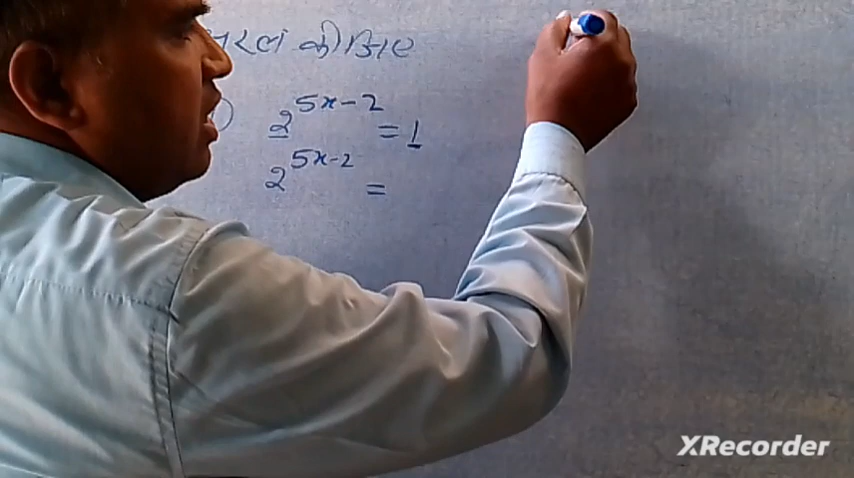 सरल कीजिए
2^{5x-2} = 1
2^{5x-2} =
XRecorder